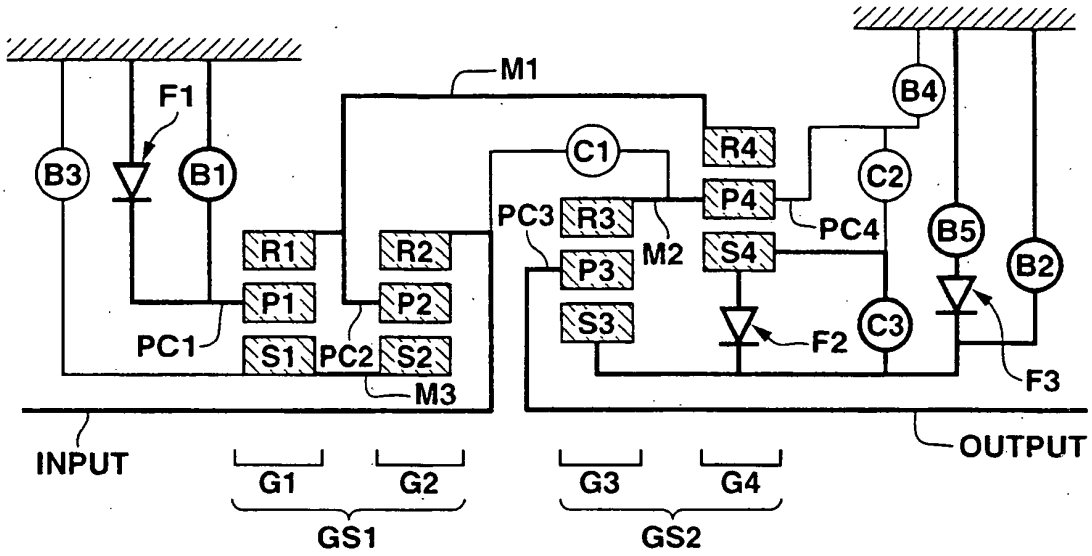 M1
F1
B4
C1
R4
B3
B1
C2
PC3
R3
P4
M2
PC4
R1
R2
P3
S4
B5
B2
P1
P2
S3
C3
PC1
S1
PC2
S2
F2
F3
M3
INPUT
OUTPUT
G1
G2
G3
G4
GS1
GS2